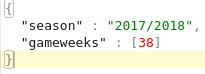 {
"season" : "2017/2018",
"gameweeks" : [38]
}